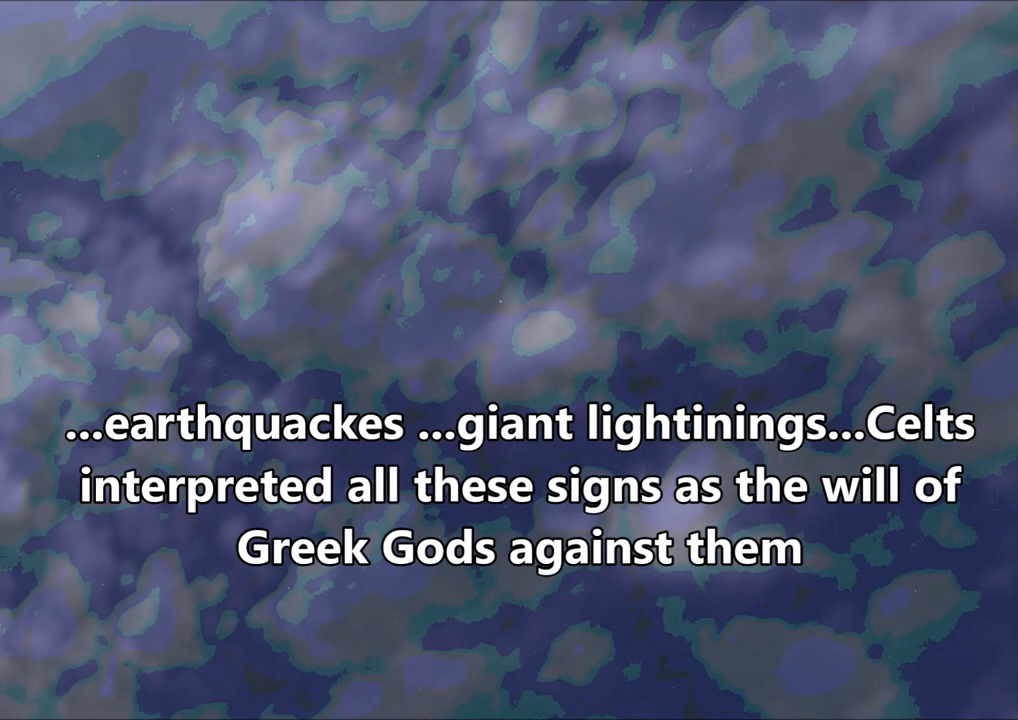 ...earthquackes ...giant lightinings...Celts
interpreted all these signs as the will of
Greek Gods against them